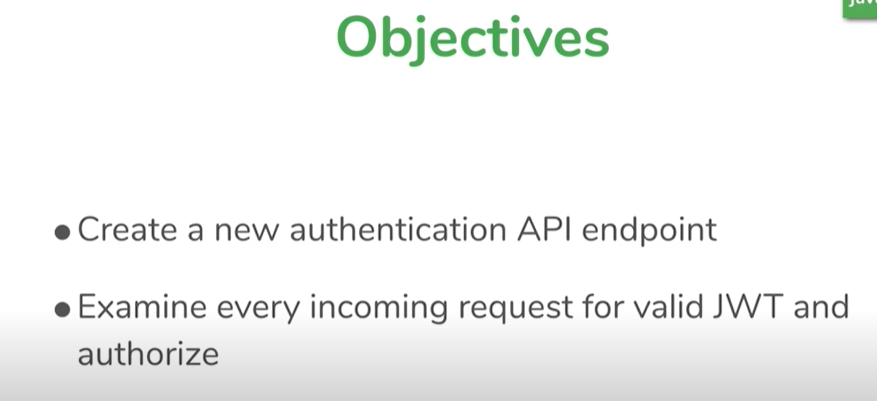 Objectives
● Create a new authentication API endpoint
● Examine every incoming request for valid JWT and
authorize